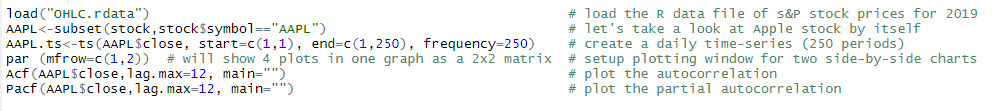 load("OHLC.rdata") # load the R data file of s&P stock prices for 2019
AAPL<-subset(stock,stock$symbol=="AAPL") # let's take a look at Apple stock by itself
AAPL.ts<-ts(AAPL$close, start=c(1,1), end=c(1,250), frequency=250) # create a daily time-series (250 periods)
par (mfrow=c(1,2)) # will show 4 plots in one graph as a 2x2 matrix # setup plotting window for two side-by-side charts
Acf(AAPL$close,lag.max=12, main="") # plot the autocorrelation
Pacf(AAPL$close,lag.max=12, main="") # plot the partial autocorrelation